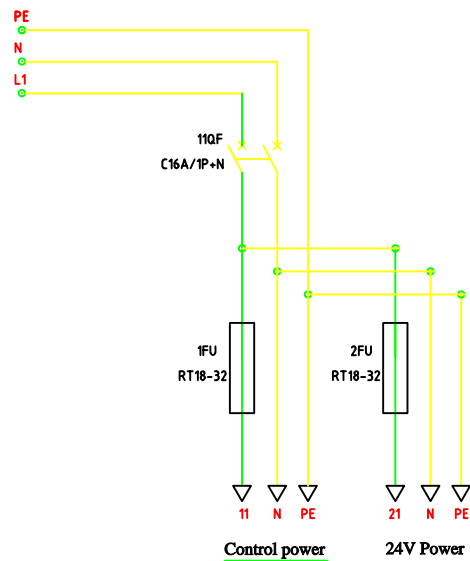 PE
N
L1
11QF
C16A/1P+N
1FU
RT18-32
2FU
RT18-32
11 N PE
21 N PE
Control power
24V Power